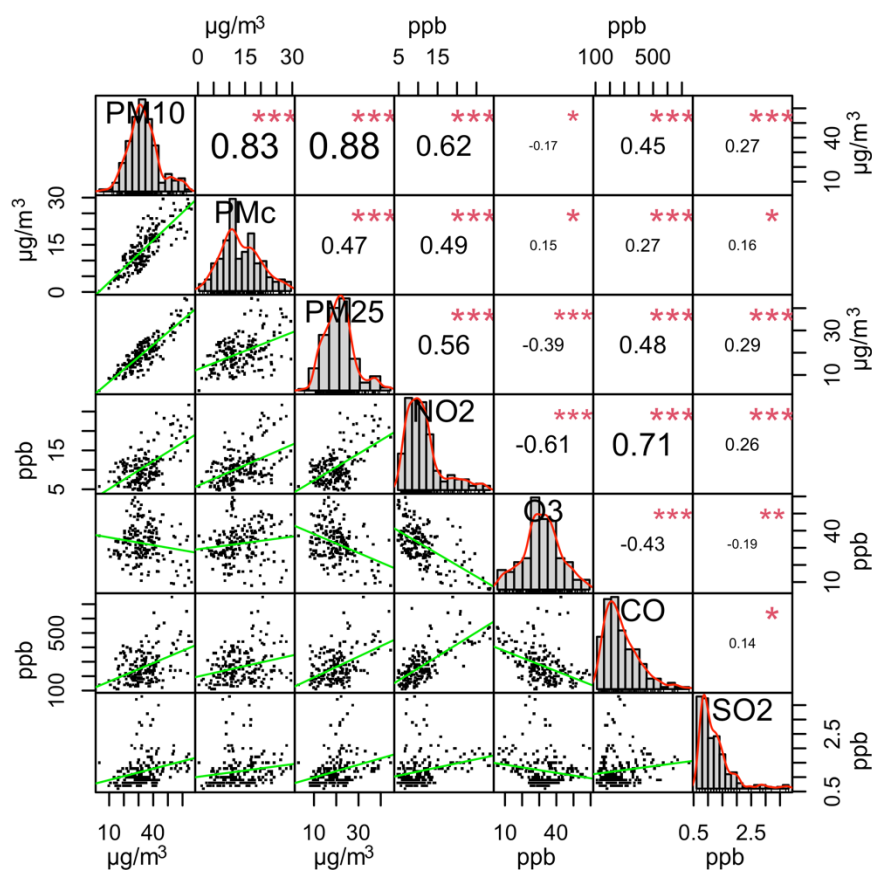 µg/m³ ppb ppb
0 15 30 5 15 100 500
PM10 *** *** *** * *** ***
0.83 0.88 0.62 -0.17 0.45 0.27
10 40
µg/m³
µg/m³
0 15 30
PMc *** *** * *** *
0.47 0.49 0.15 0.27 0.16
PM25 *** *** *** ***
0.56 -0.39 0.48 0.29
10 30
µg/m³
ppb
5 15
NO2 *** *** ***
-0.61 0.71 0.26
O3 *** **
-0.43 -0.19
10 40
ppb
ppb
100 500
CO *
0.14
SO2
0.5 2.5
ppb
10 40 10 30 10 40 0.5 2.5
µg/m³ µg/m³ ppb ppb